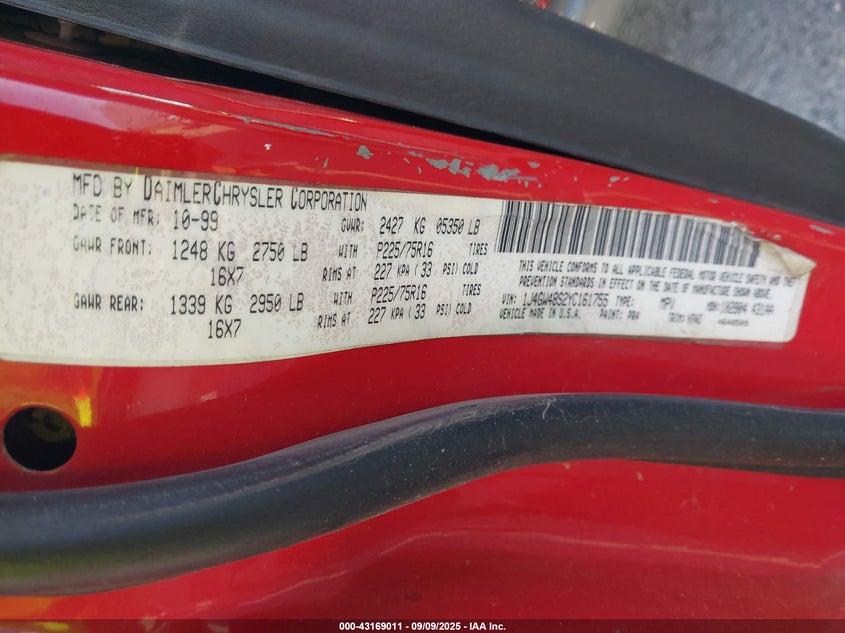 MFD BY DAIMLERCHRYSLER CORPORATION
DATE OF MFR: 10-99 GVWR: 2427 KG 05350 LB
GAWR FRONT: 1248 KG 2750 LB WITH P225/75R16 TIRES
16X7 RIMS AT 227 KPA ( 33 PSI) COLD
GAWR REAR: 1339 KG 2950 LB WITH P225/75R16 TIRES
16X7 RIMS AT 227 KPA ( 33 PSI) COLD
THIS VEHICLE CONFORMS TO ALL APPLICABLE FEDERAL MOTOR VEHICLE SAFETY AND THEFT
PREVENTION STANDARDS IN EFFECT ON THE DATE OF MANUFACTURE SHOWN ABOVE.
VIN: 1J4GW48S2YC161755 TYPE: MPV MDH: 102804 431AA
VEHICLE MADE IN U.S.A. PAINT: PR4 TRIM:
000-43169011 - 09/09/2025 - IAA Inc.